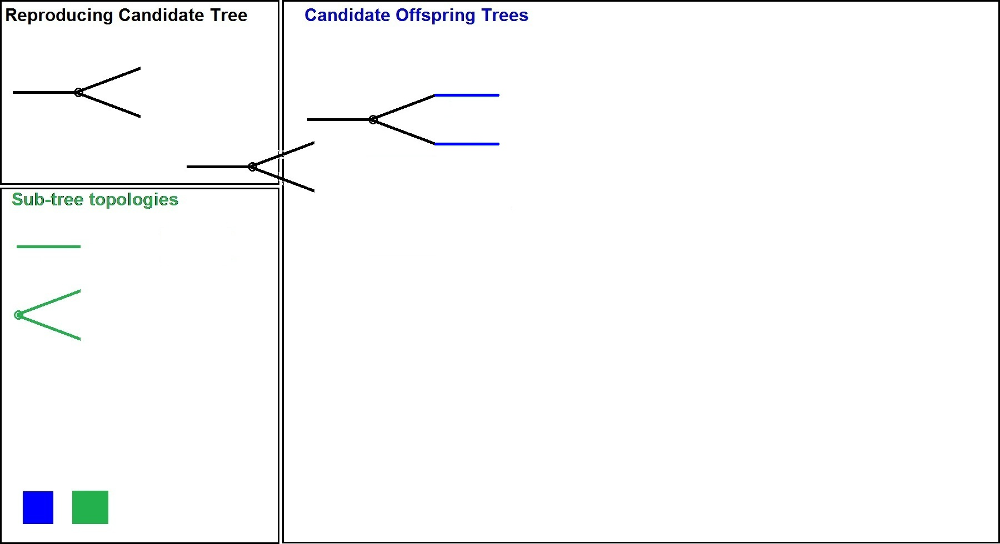 Reproducing Candidate Tree
Candidate Offspring Trees
Sub-tree topologies